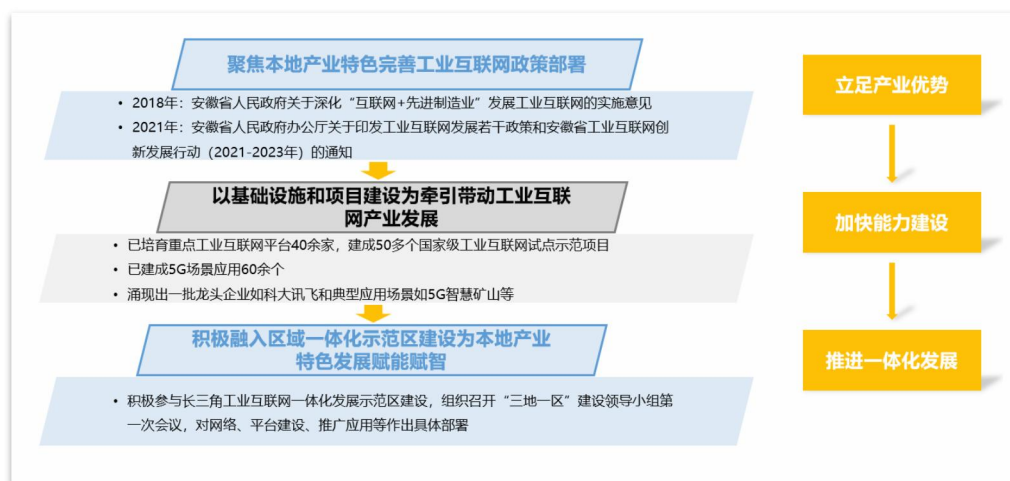 聚焦本地产业特色完善工业互联网政策部署
• 2018年：安徽省人民政府关于深化“互联网+先进制造业”发展工业互联网的实施意见
• 2021年：安徽省人民政府办公厅关于印发工业互联网发展若干政策和安徽省工业互联网创
新发展行动（2021-2023年）的通知
以基础设施和项目建设为牵引带动工业互联
网产业发展
• 已培育重点工业互联网平台40余家，建成50多个国家级工业互联网试点示范项目
• 已建成5G场景应用60余个
• 涌现出一批龙头企业如科大讯飞和典型应用场景如5G智慧矿山等
积极融入区域一体化示范区建设为本地产业
特色发展赋能赋智
• 积极参与长三角工业互联网一体化发展示范区建设，组织召开“三地一区”建设领导小组第
一次会议，对网络、平台建设、推广应用等作出具体部署
立足产业优势
加快能力建设
推进一体化发展